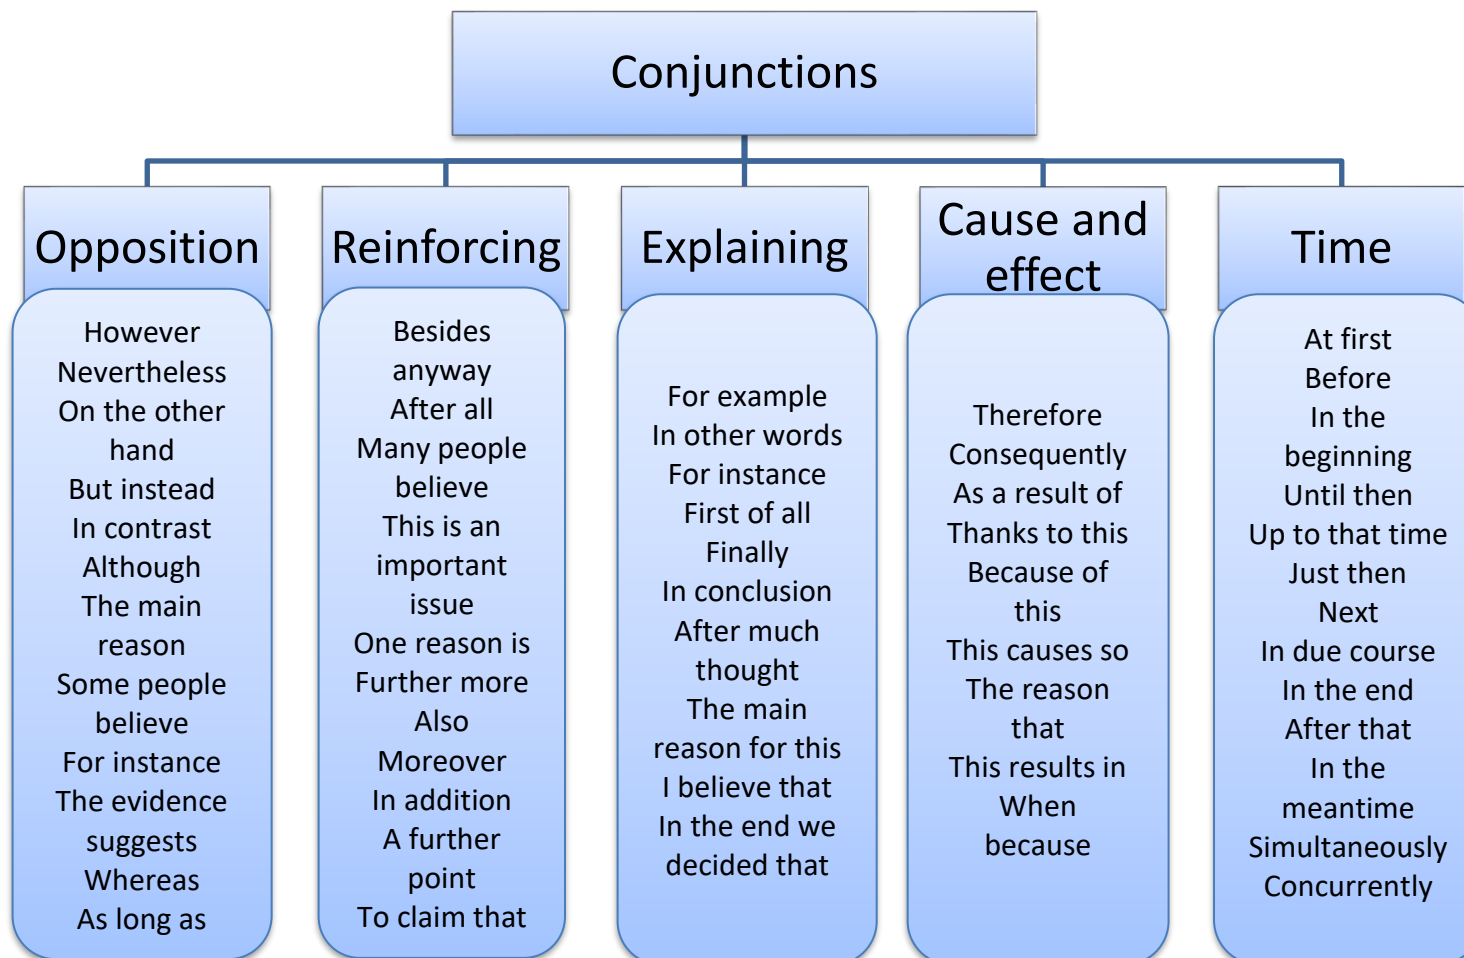 Conjunctions
Opposition
However
Nevertheless
On the other
hand
But instead
In contrast
Although
The main
reason
Some people
believe
For instance
The evidence
suggests
Whereas
As long as
Reinforcing
Besides
anyway
After all
Many people
believe
This is an
important
issue
One reason is
Further more
Also
Moreover
In addition
A further
point
To claim that
Explaining
For example
In other words
For instance
First of all
Finally
In conclusion
After much
thought
The main
reason for this
I believe that
In the end we
decided that
Cause and
effect
Therefore
Consequently
As a result of
Thanks to this
Because of
this
This causes so
The reason
that
This results in
When
because
Time
At first
Before
In the
beginning
Until then
Up to that time
Just then
Next
In due course
In the end
After that
In the
meantime
Simultaneously
Concurrently